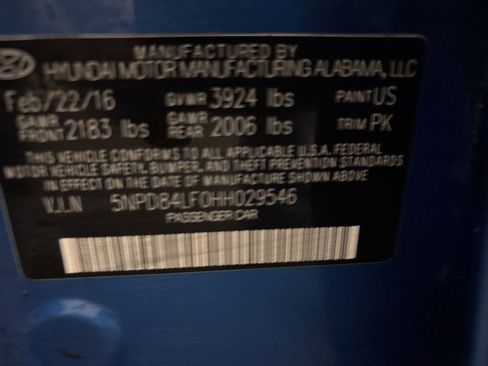 MANUFACTURED BY
HYUNDAI MOTOR MANUFACTURING ALABAMA, LLC
Feb/22/16 GVWR 3924 lbs PAINT US
GAWR FRONT 2183 lbs GAWR REAR 2006 lbs TRIM PK
THIS VEHICLE CONFORMS TO ALL APPLICABLE U.S.A. FEDERAL
MOTOR VEHICLE SAFETY, BUMPER, AND THEFT PREVENTION STANDARDS
IN EFFECT ON THE DATE OF MANUFACTURE SHOWN ABOVE.
V.I.N 5NPD84LF0HH029546
PASSENGER CAR